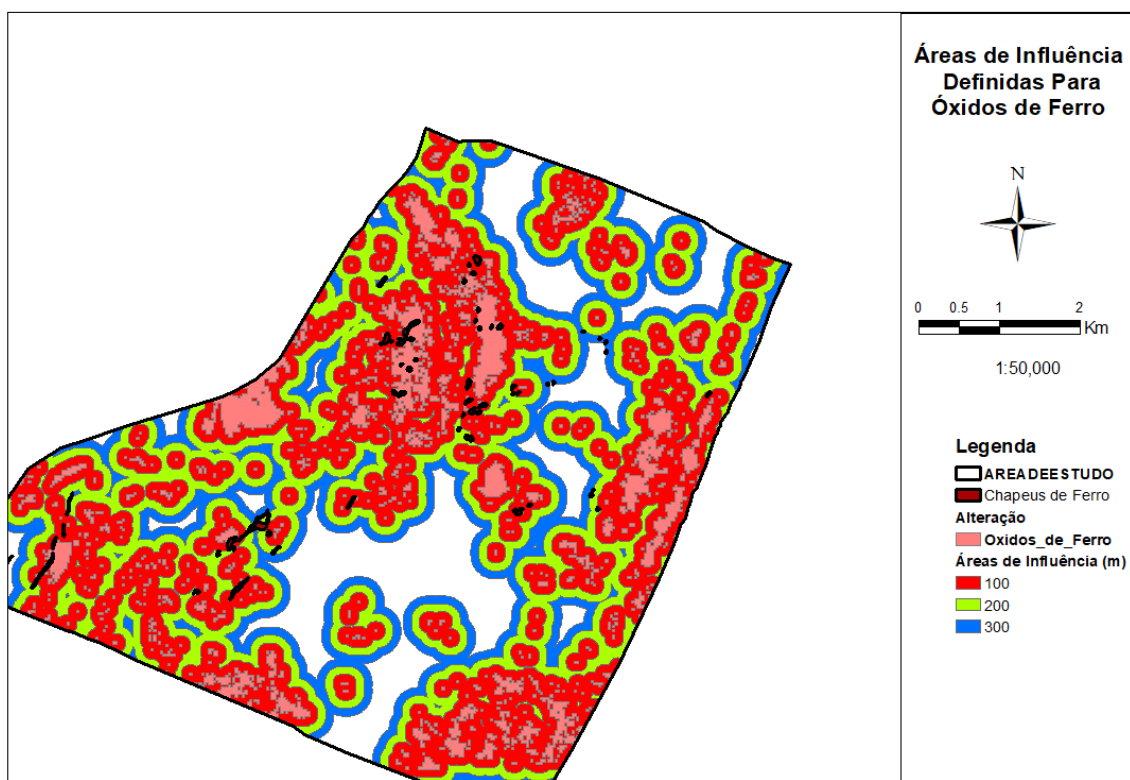 Áreas de Influência
Definidas Para
Óxidos de Ferro
N
0 0.5 1 2
Km
1:50,000
Legenda
AREADEESTUDO
Chapeus de Ferro
Alteração
Oxidos_de_Ferro
Áreas de Influência (m)
100
200
300